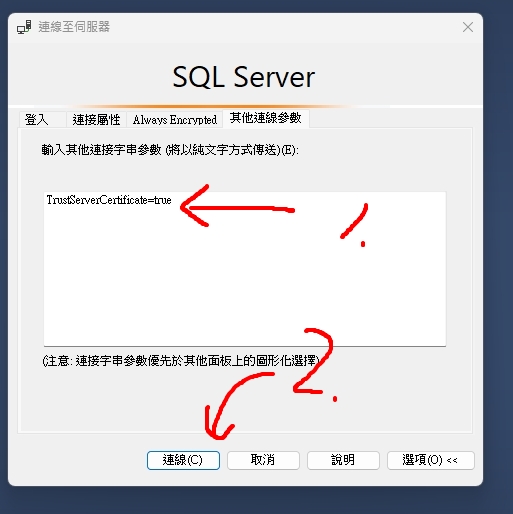 連線至伺服器
SQL Server
登入 連接屬性 Always Encrypted 其他連線參數
輸入其他連接字串參數 (將以純文字方式傳送)(E):
TrustServerCertificate=true
1.
(注意: 連接字串參數優先於其他面板上的圖形化選擇)
2.
連線(C) 取消 說明 選項(O) <<